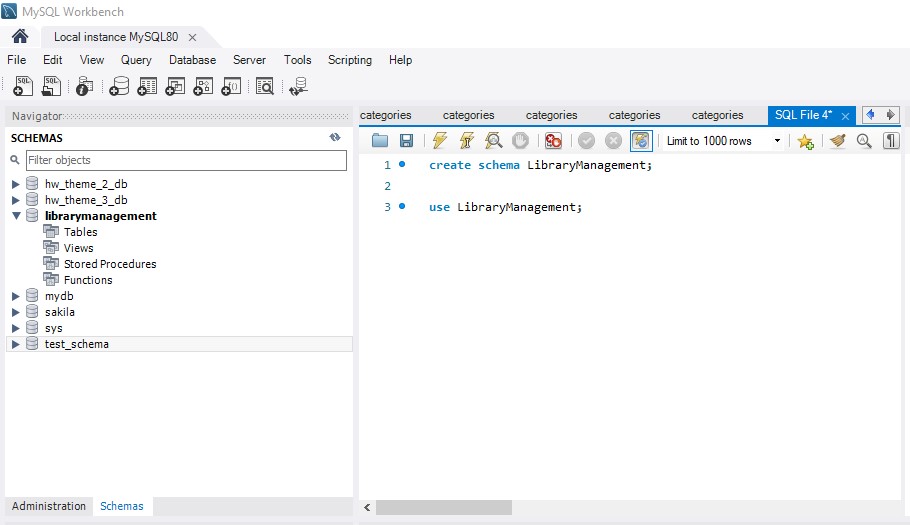 MySQL Workbench
Local instance MySQL80
File Edit View Query Database Server Tools Scripting Help
Navigator
SCHEMAS
Filter objects
hw_theme_2_db
hw_theme_3_db
librarymanagement
Tables
Views
Stored Procedures
Functions
mydb
sakila
sys
test_schema
Administration Schemas
categories categories categories categories categories SQL File 4*
Limit to 1000 rows
1 create schema LibraryManagement;
2
3 use LibraryManagement;